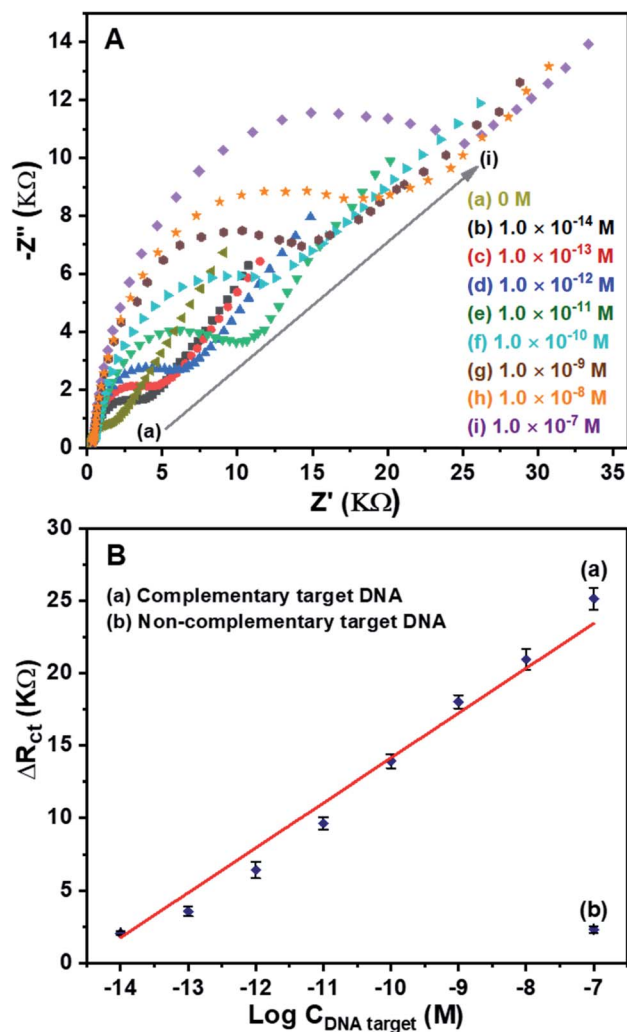 A
14
12
10
8
6
4
2
0
-Z" (KΩ)
(i)
(a)
(a) 0 M
(b) 1.0 × 10⁻¹⁴ M
(c) 1.0 × 10⁻¹³ M
(d) 1.0 × 10⁻¹² M
(e) 1.0 × 10⁻¹¹ M
(f) 1.0 × 10⁻¹⁰ M
(g) 1.0 × 10⁻⁹ M
(h) 1.0 × 10⁻⁸ M
(i) 1.0 × 10⁻⁷ M
0 5 10 15 20 25 30 35
Z' (KΩ)
B
30
25
20
15
10
5
0
ΔRct (KΩ)
(a) Complementary target DNA
(b) Non-complementary target DNA
(a)
(b)
-14 -13 -12 -11 -10 -9 -8 -7
Log C DNA target (M)